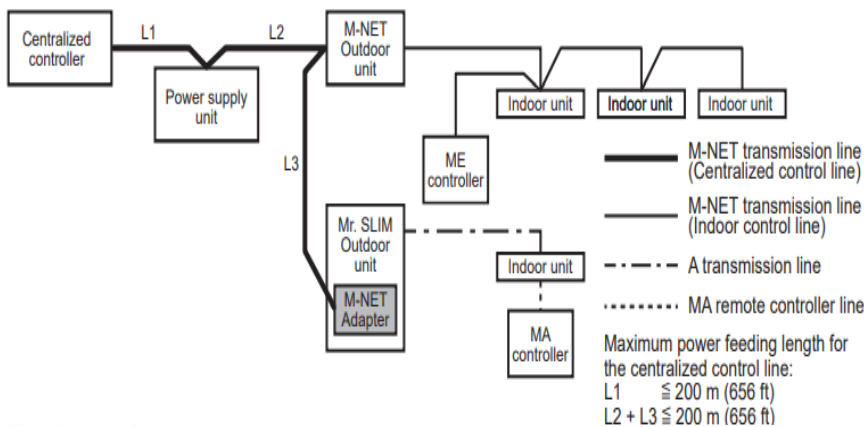 Centralized
controller
L1
L2
Power supply
unit
M-NET
Outdoor
unit
L3
Indoor unit
Indoor unit
Indoor unit
ME
controller
Mr. SLIM
Outdoor
unit
M-NET
Adapter
Indoor unit
MA
controller
M-NET transmission line
(Centralized control line)
M-NET transmission line
(Indoor control line)
A transmission line
MA remote controller line
Maximum power feeding length for
the centralized control line:
L1 ≦ 200 m (656 ft)
L2 + L3 ≦ 200 m (656 ft)